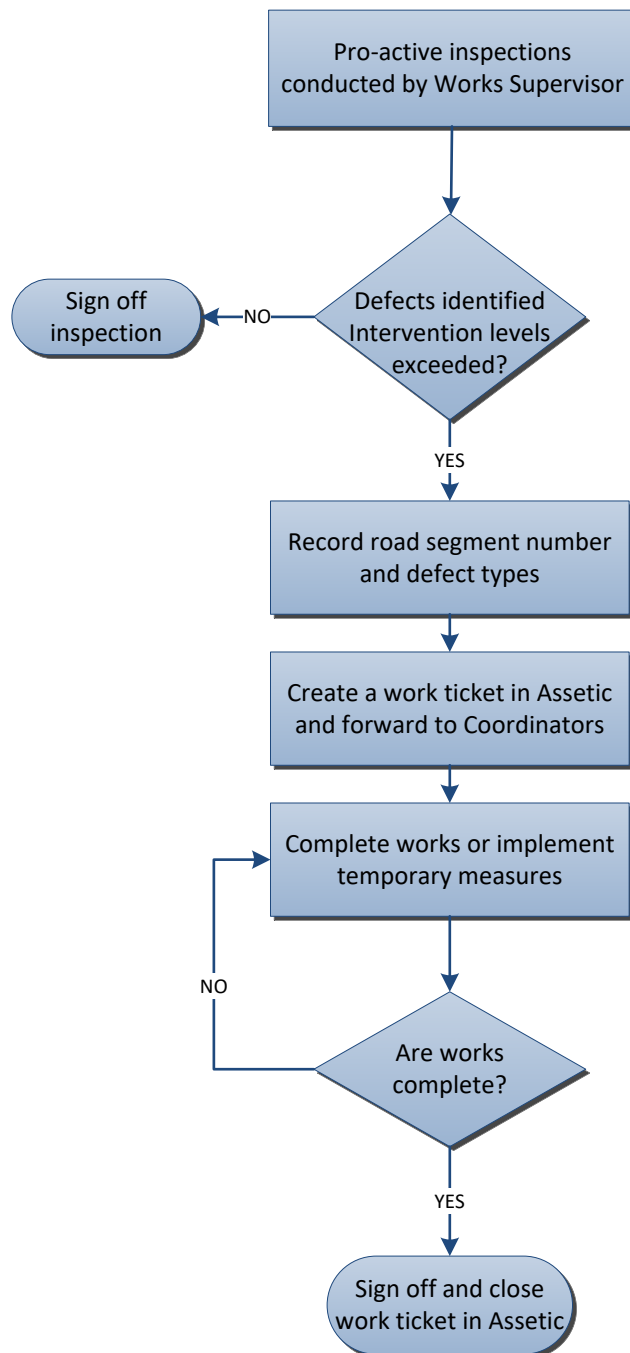 Pro-active inspections
conducted by Works Supervisor
Defects identified
Intervention levels
exceeded?
NO
Sign off
inspection
YES
Record road segment number
and defect types
Create a work ticket in Assetic
and forward to Coordinators
Complete works or implement
temporary measures
NO
Are works
complete?
YES
Sign off and close
work ticket in Assetic